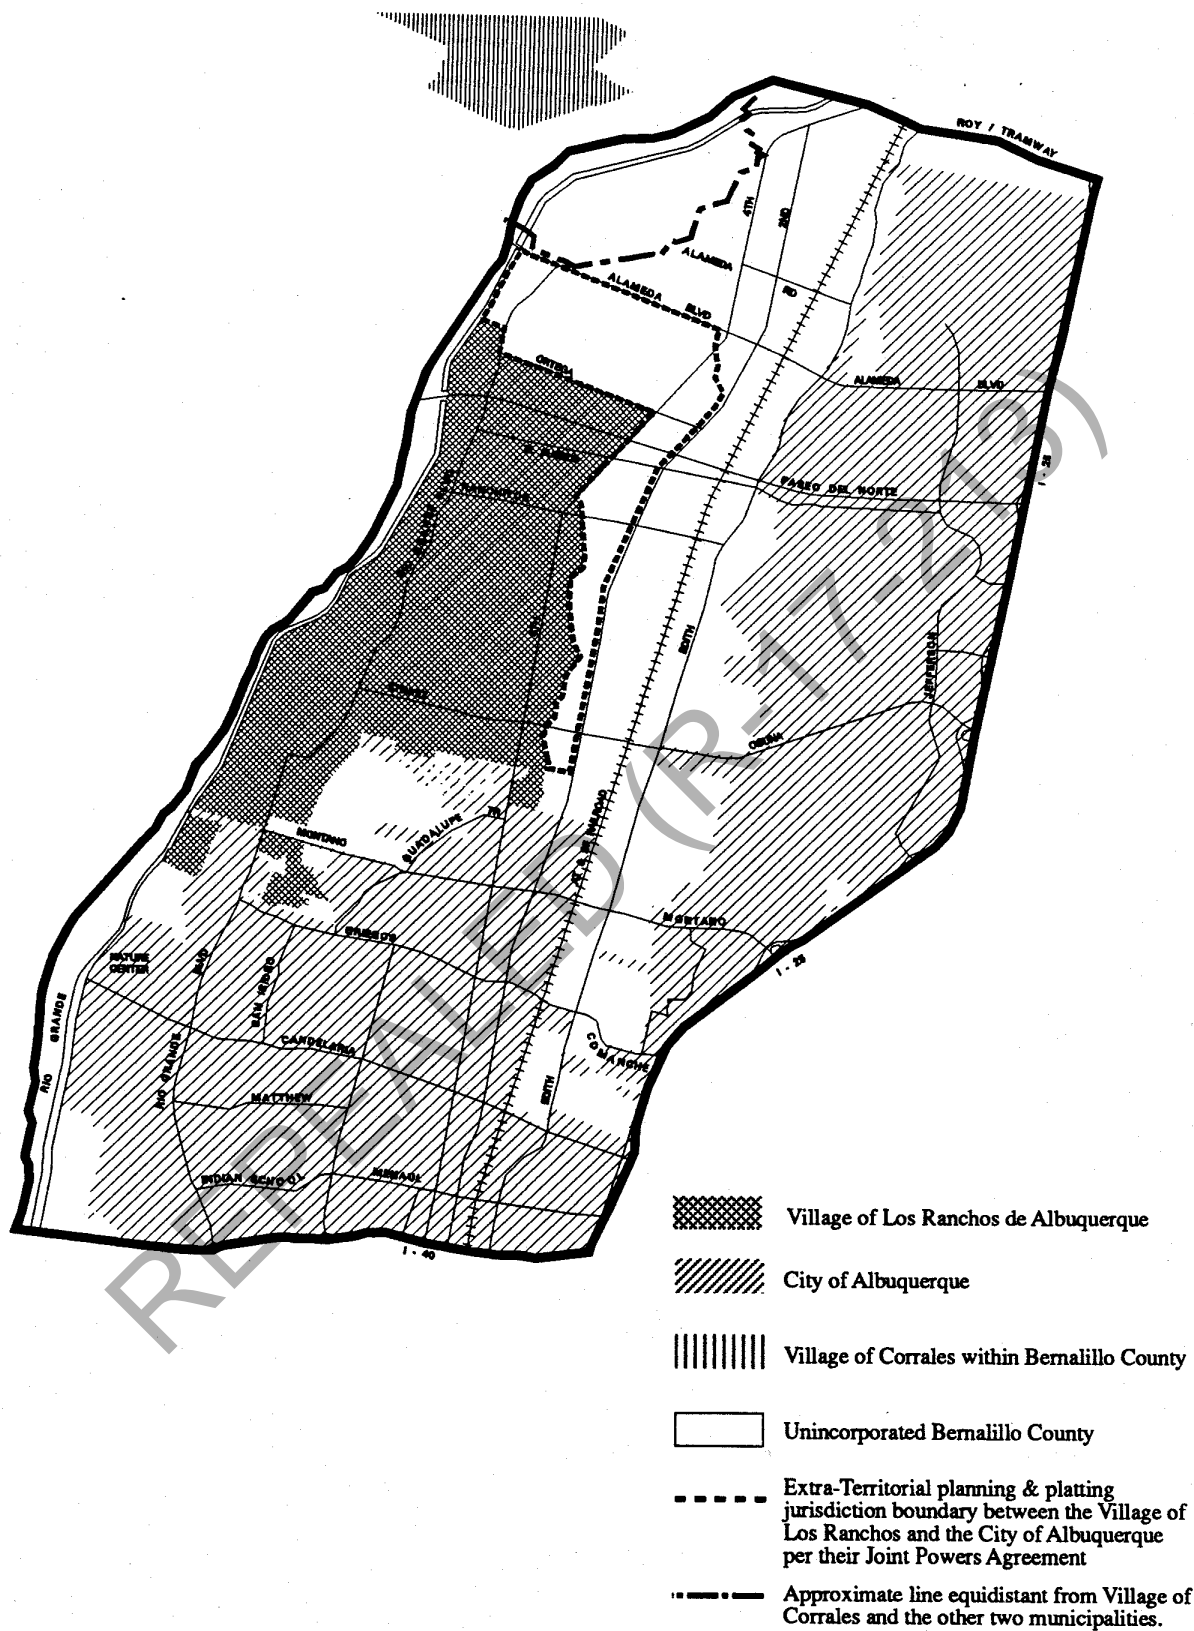 ROY / TRAMWAY
4TH
2ND
ALAMEDA
RD
ALAMEDA
BLVD
ORTEGA
ALAMEDA
BLVD
I - 25
PASEO DEL NORTE
EDITH
JEFFERSON
OSUNA
RAILROAD
TR
GUADALUPE
MONTANO
MONTANO
GRIEGOS
I - 25
NATURE
CENTER
BLVD
SAN ISIDRO
RIO
GRANDE
RIO GRANDE
CANDELARIA
COMANCHE
EDITH
MATTHEW
INDIAN SCHOOL
MENAUL
I - 40
REPEALED (R-17-213)
Village of Los Ranchos de Albuquerque
City of Albuquerque
Village of Corrales within Bernalillo County
Unincorporated Bernalillo County
Extra-Territorial planning & platting
jurisdiction boundary between the Village of
Los Ranchos and the City of Albuquerque
per their Joint Powers Agreement
Approximate line equidistant from Village of
Corrales and the other two municipalities.